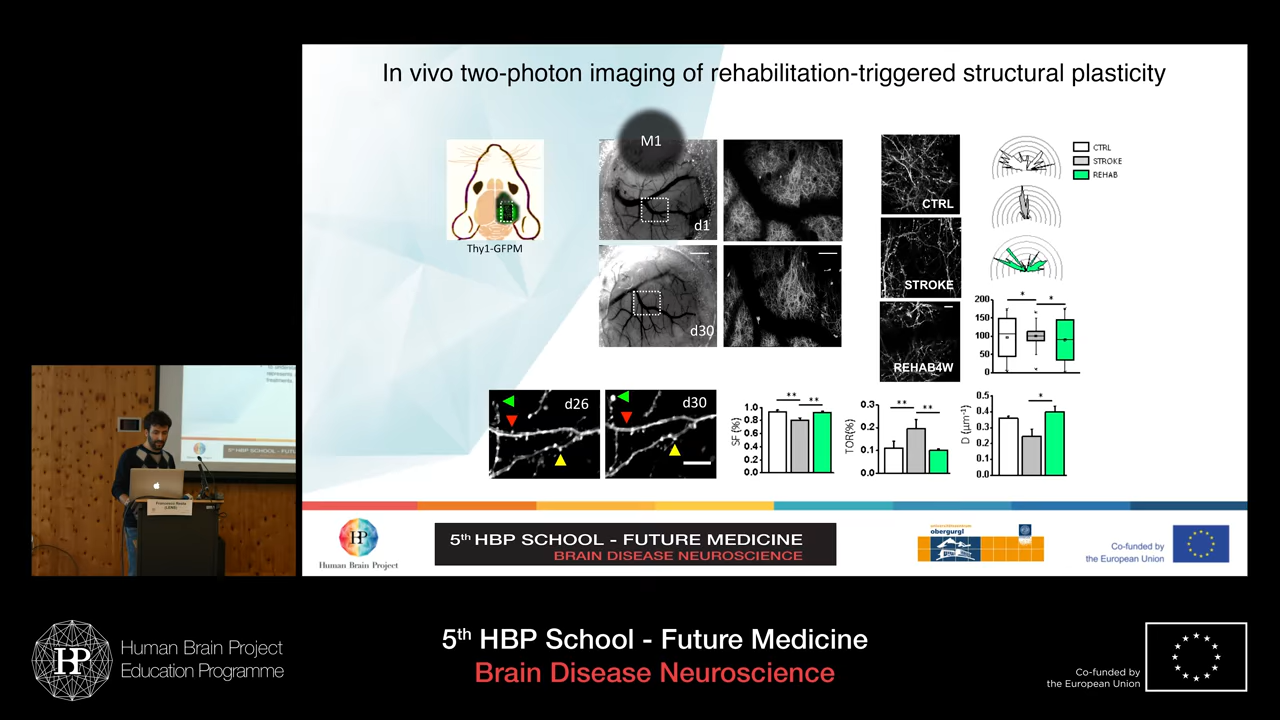 In vivo two-photon imaging of rehabilitation-triggered structural plasticity
Thy1-GFPM
M1
d1
d30
CTRL
STROKE
REHAB4W
CTRL
STROKE
REHAB
200
150
100
50
0
*
*
d26
d30
SF (%)
1.0
0.8
0.6
0.4
0.2
0.0
**
**
TOR(%)
0.3
0.2
0.1
0.0
**
**
D (µm⁻¹)
0.5
0.4
0.3
0.2
0.1
0.0
*
Human Brain Project
5th HBP SCHOOL - FUTURE MEDICINE
BRAIN DISEASE NEUROSCIENCE
obergurgl
Co-funded by
the European Union
HP
Human Brain Project
Education Programme
5th HBP School - Future Medicine
Brain Disease Neuroscience
Co-funded by
the European Union